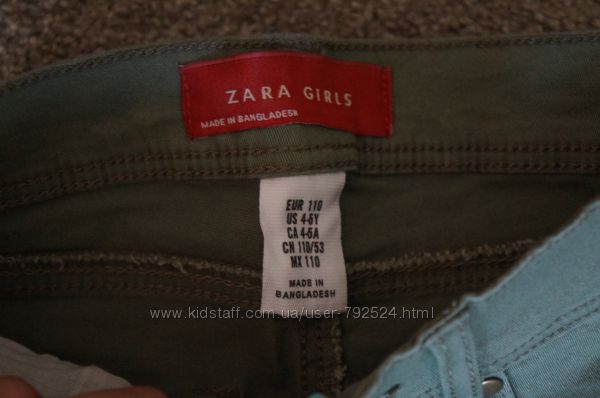 ZARA GIRLS
MADE IN BANGLADESH
EUR 110
US 4-5Y
CA 4-5A
CN 110/53
MX 110
MADE IN
BANGLADESH
www.kidstaff.com.ua/user-792524.html